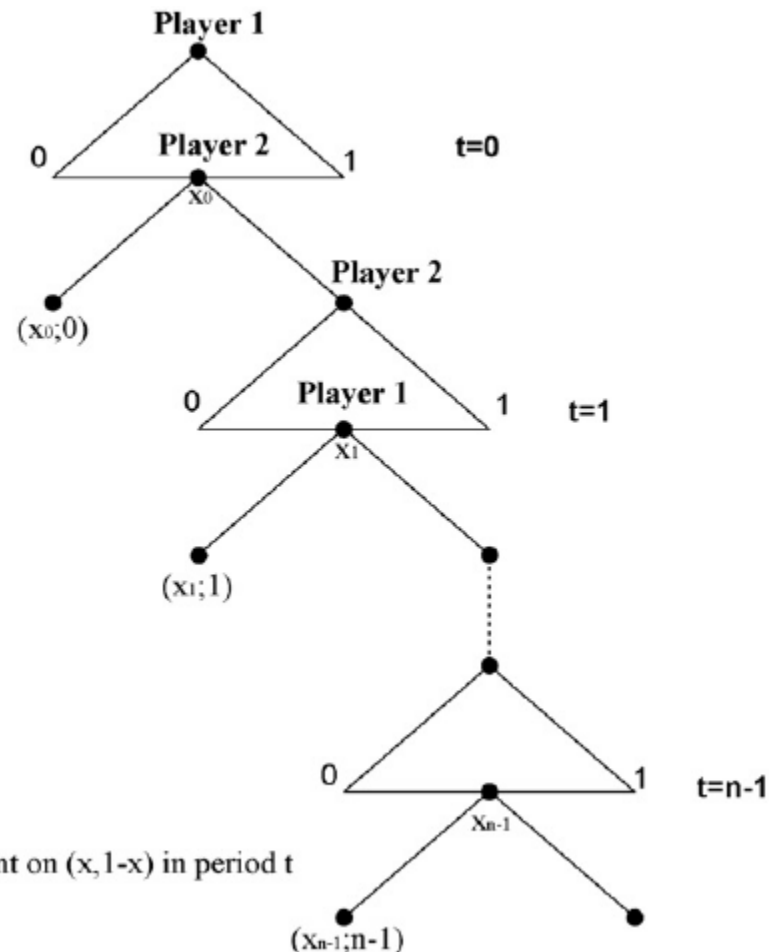 Player 1
0 Player 2 1 t=0
x0
Player 2
(x0;0)
0 Player 1 1 t=1
x1
(x1;1)
0 1 t=n-1
xn-1
nt on (x,1-x) in period t
(xn-1;n-1)